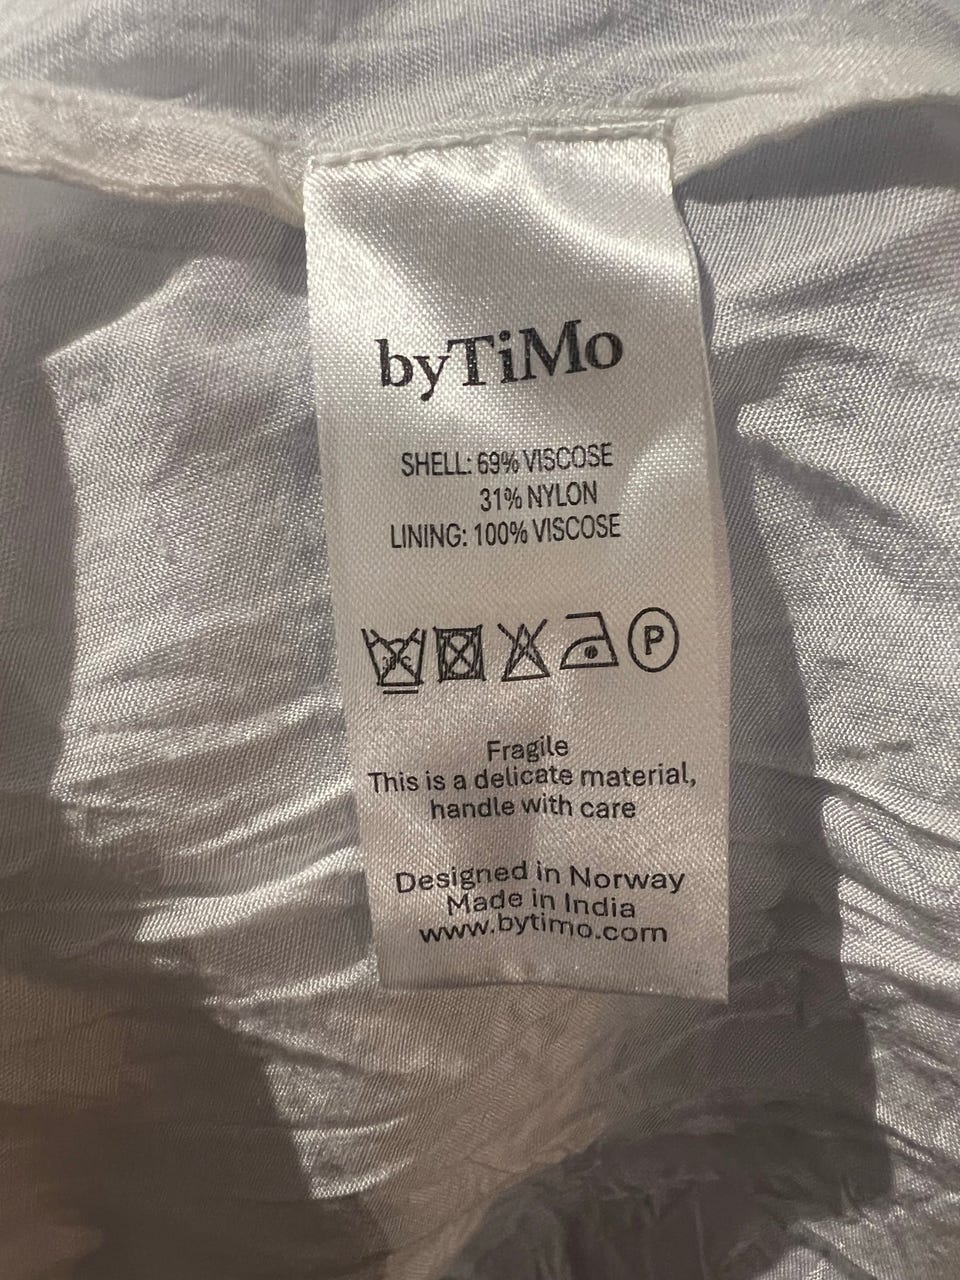 byTiMo
SHELL: 69% VISCOSE
31% NYLON
LINING: 100% VISCOSE
P
Fragile
This is a delicate material,
handle with care
Designed in Norway
Made in India
www.bytimo.com